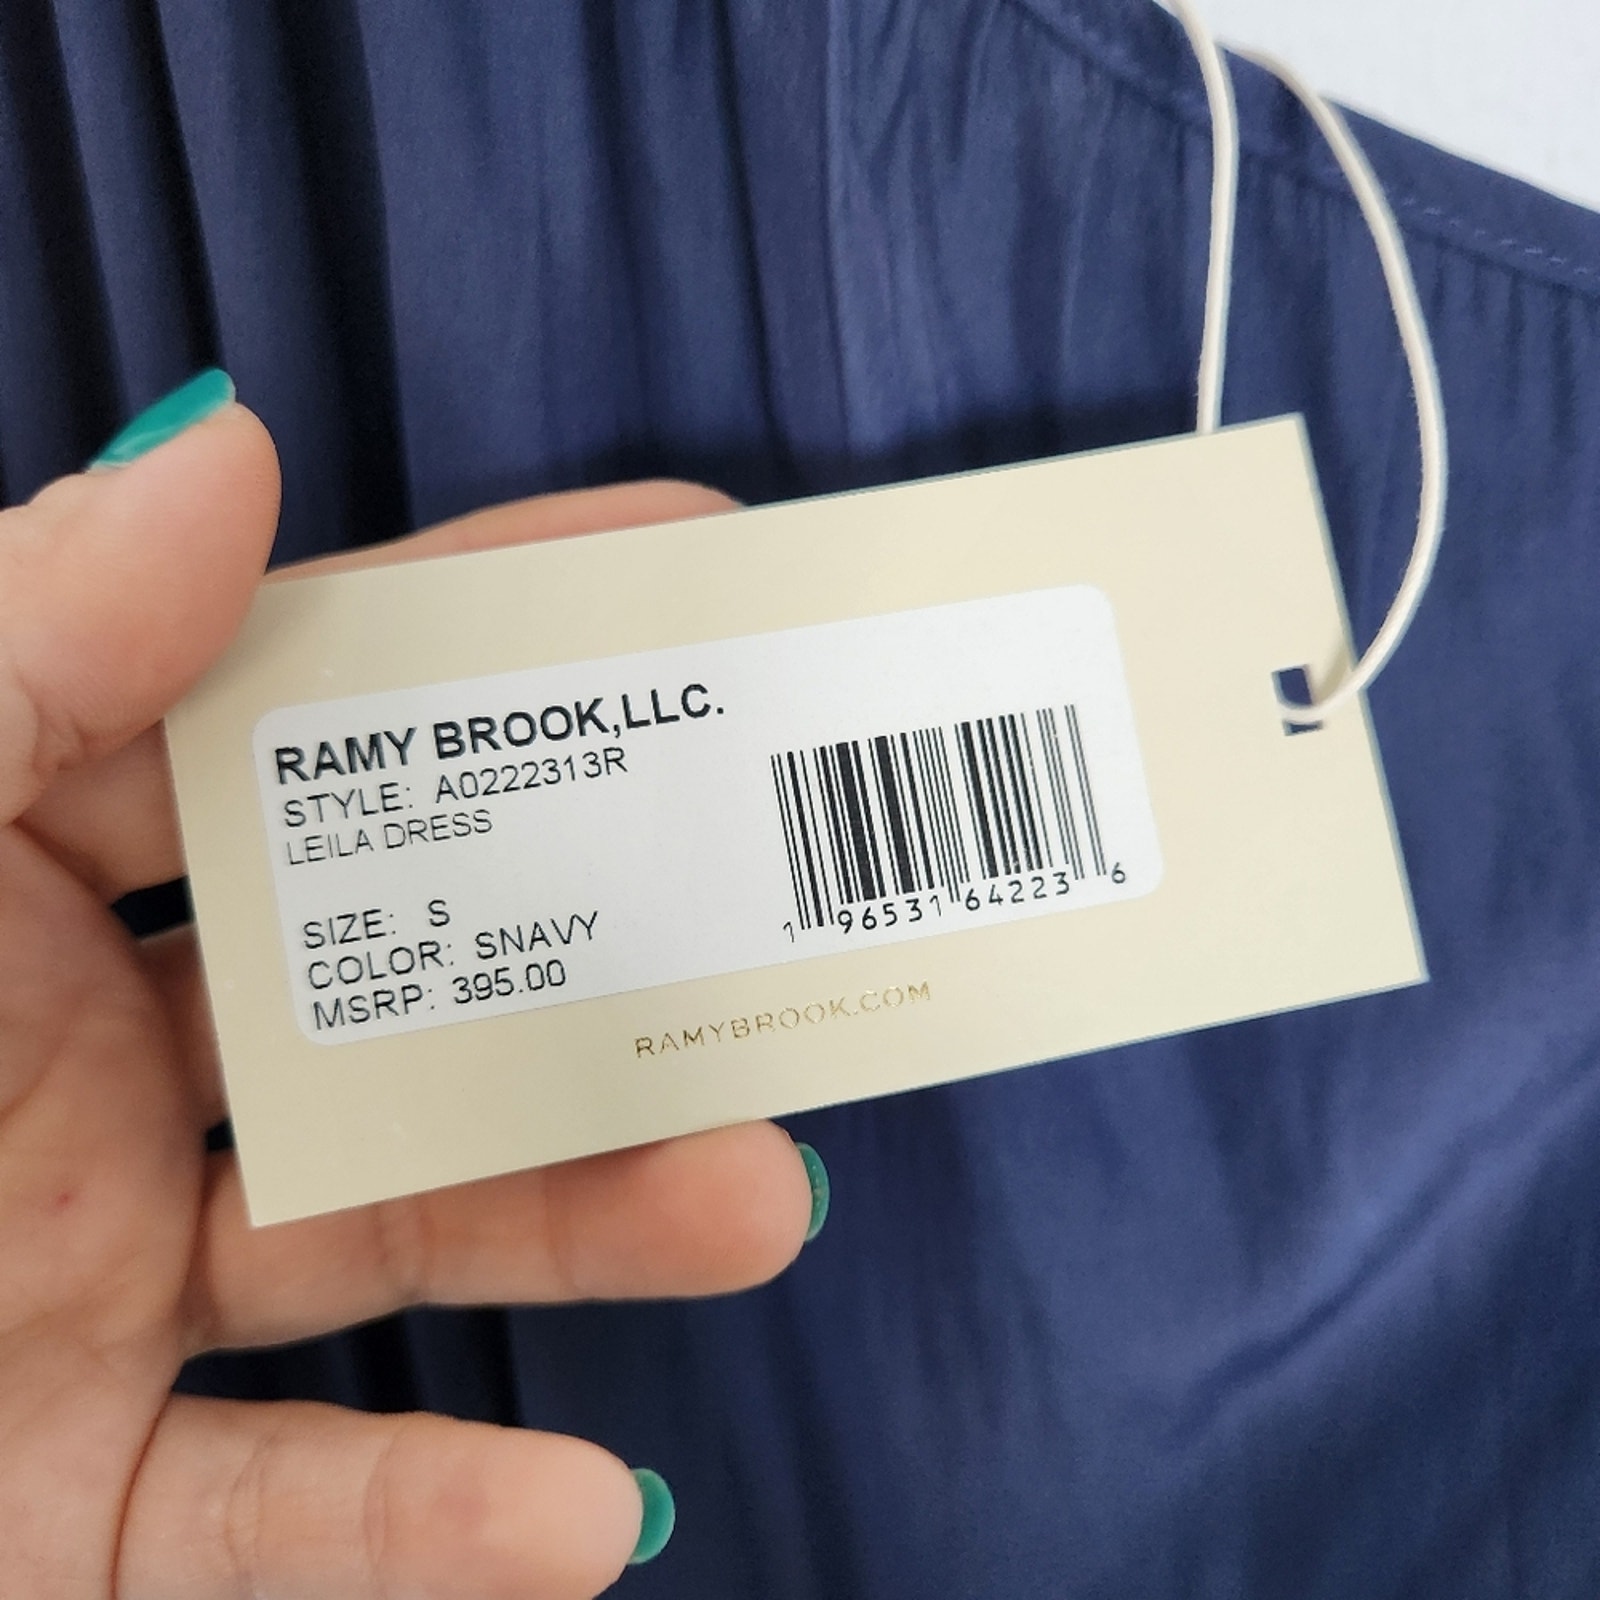 RAMY BROOK,LLC.
STYLE: A0222313R
LEILA DRESS
SIZE: S
COLOR: SNAVY
MSRP: 395.00
1 96531 64223 6
RAMYBROOK.COM